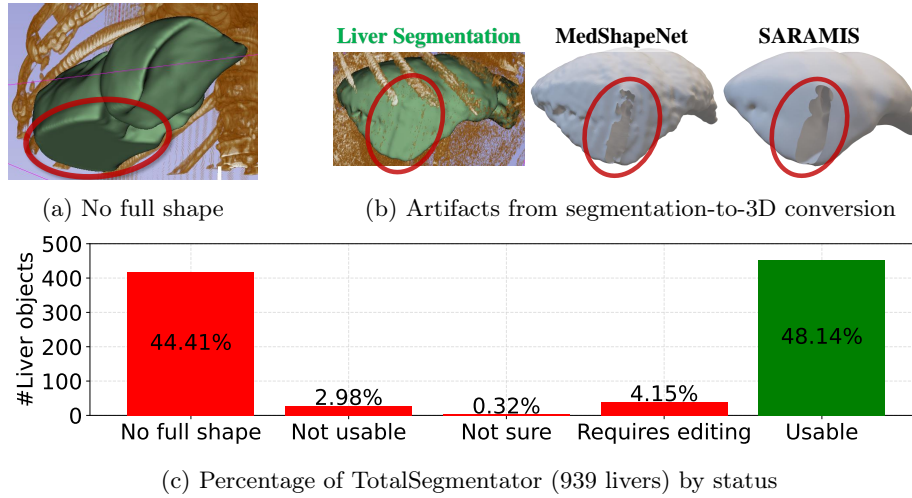 Liver Segmentation MedShapeNet SARAMIS
(a) No full shape
(b) Artifacts from segmentation-to-3D conversion
#Liver objects
500
400
300
200
100
0
44.41%
2.98%
0.32%
4.15%
48.14%
No full shape Not usable Not sure Requires editing Usable
(c) Percentage of TotalSegmentator (939 livers) by status